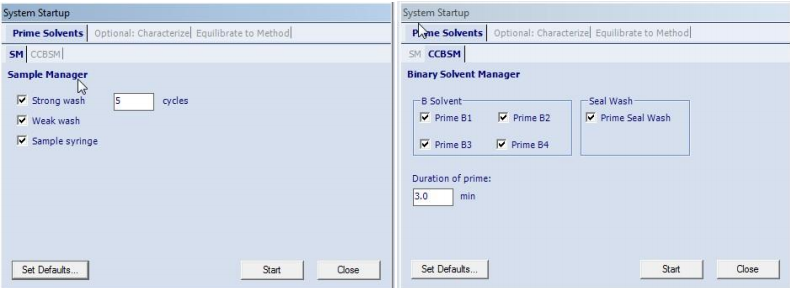 System Startup
Prime Solvents Optional: Characterize Equilibrate to Method
SM CCBSM
Sample Manager
Strong wash 5 cycles
Weak wash
Sample syringe
Set Defaults... Start Close
System Startup
Prime Solvents Optional: Characterize Equilibrate to Method
SM CCBSM
Binary Solvent Manager
B Solvent Seal Wash
Prime B1 Prime B2 Prime Seal Wash
Prime B3 Prime B4
Duration of prime:
3.0 min
Set Defaults... Start Close